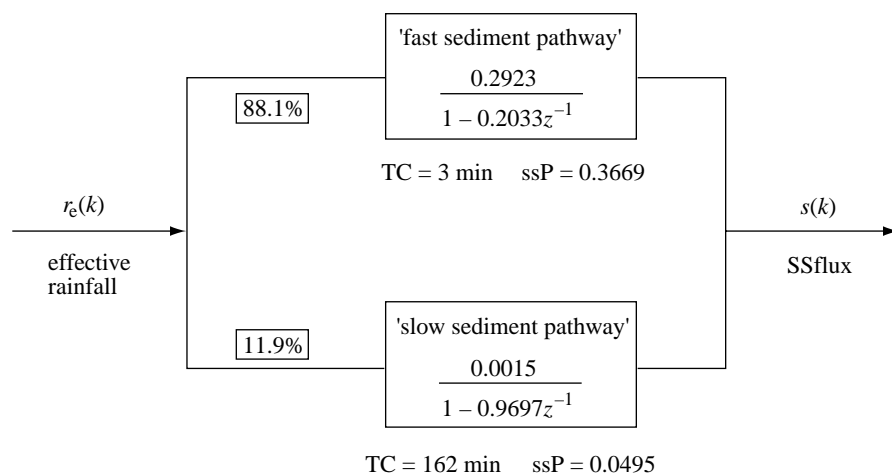 'fast sediment pathway'
0.2923
1 – 0.2033z⁻¹
88.1%
TC = 3 min ssP = 0.3669
rₑ(k)
s(k)
effective
rainfall
SSflux
11.9%
'slow sediment pathway'
0.0015
1 – 0.9697z⁻¹
TC = 162 min ssP = 0.0495